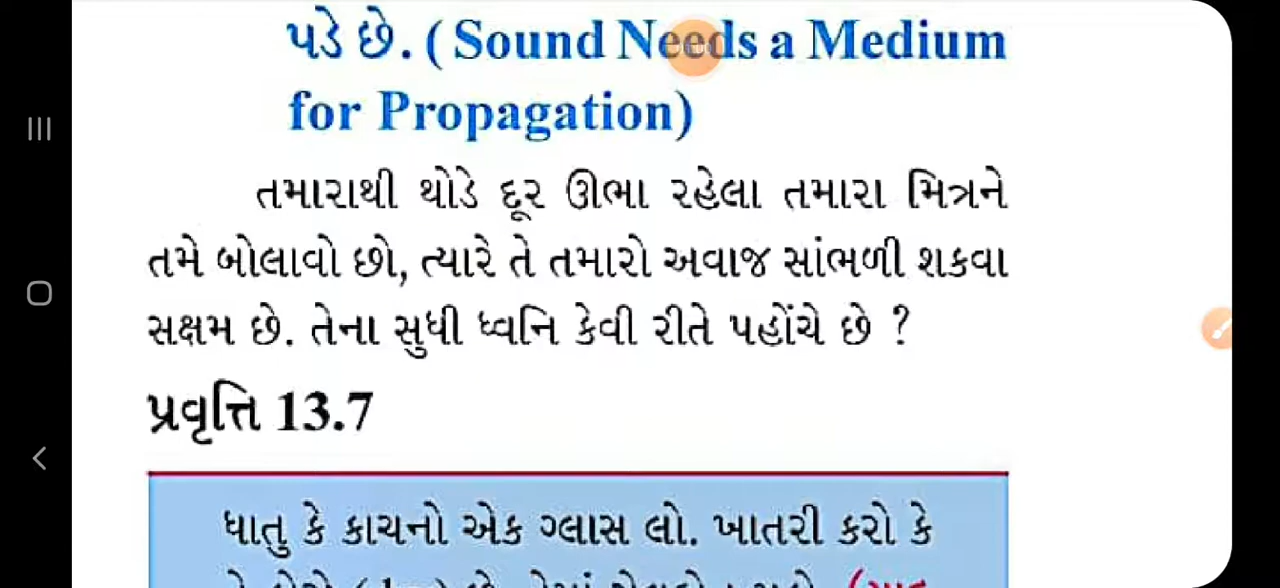 પડે છે. ( Sound Needs a Medium
for Propagation)
તમારાથી થોડે દૂર ઊભા રહેલા તમારા મિત્રને
તમે બોલાવો છો, ત્યારે તે તમારો અવાજ સાંભળી શકવા
સક્ષમ છે. તેના સુધી ધ્વનિ કેવી રીતે પહોંચે છે ?
પ્રવૃત્તિ 13.7
ધાતુ કે કાચનો એક ગ્લાસ લો. ખાતરી કરો કે